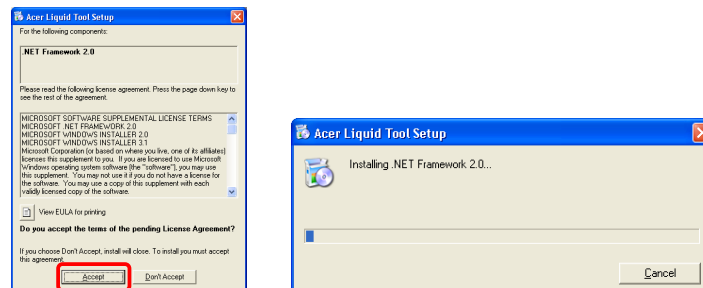 Acer Liquid Tool Setup
For the following components:
.NET Framework 2.0
Please read the following license agreement. Press the page down key to
see the rest of the agreement.
MICROSOFT SOFTWARE SUPPLEMENTAL LICENSE TERMS
MICROSOFT .NET FRAMEWORK 2.0
MICROSOFT WINDOWS INSTALLER 2.0
MICROSOFT WINDOWS INSTALLER 3.1
Microsoft Corporation (or based on where you live, one of its affiliates)
licenses this supplement to you. If you are licensed to use Microsoft
Windows operating system software (the "software"), you may use
this supplement. You may not use it if you do not have a license for
the software. You may use a copy of this supplement with each
validly licensed copy of the software.
View EULA for printing
Do you accept the terms of the pending License Agreement?
If you choose Don't Accept, install will close. To install you must accept
this agreement.
Accept
Don't Accept
Acer Liquid Tool Setup
Installing .NET Framework 2.0...
Cancel